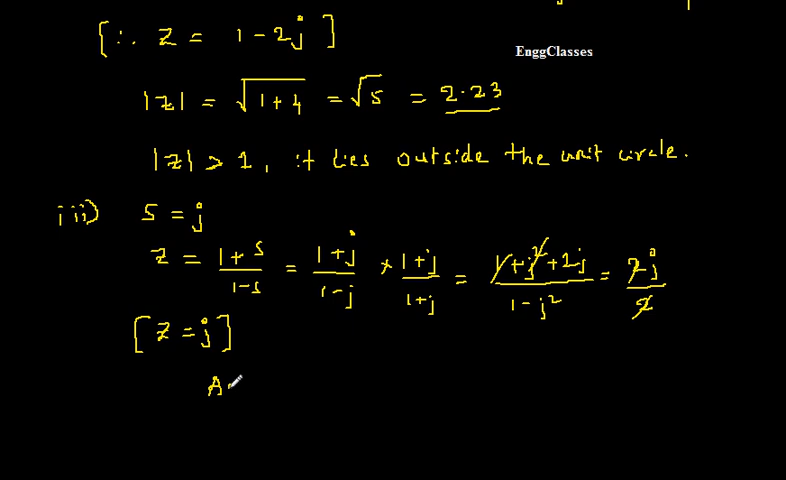 [∴ z = 1 - 2j]
EnggClasses
|z| = √(1+4) = √5 = 2.23
|z| > 1, it lies outside the unit circle.
iii) s = j
z = (1+s)/(1-s) = (1+j)/(1-j) × (1+j)/(1+j) = (1+j²+2j)/(1-j²) = 2j/2
[z = j]
A